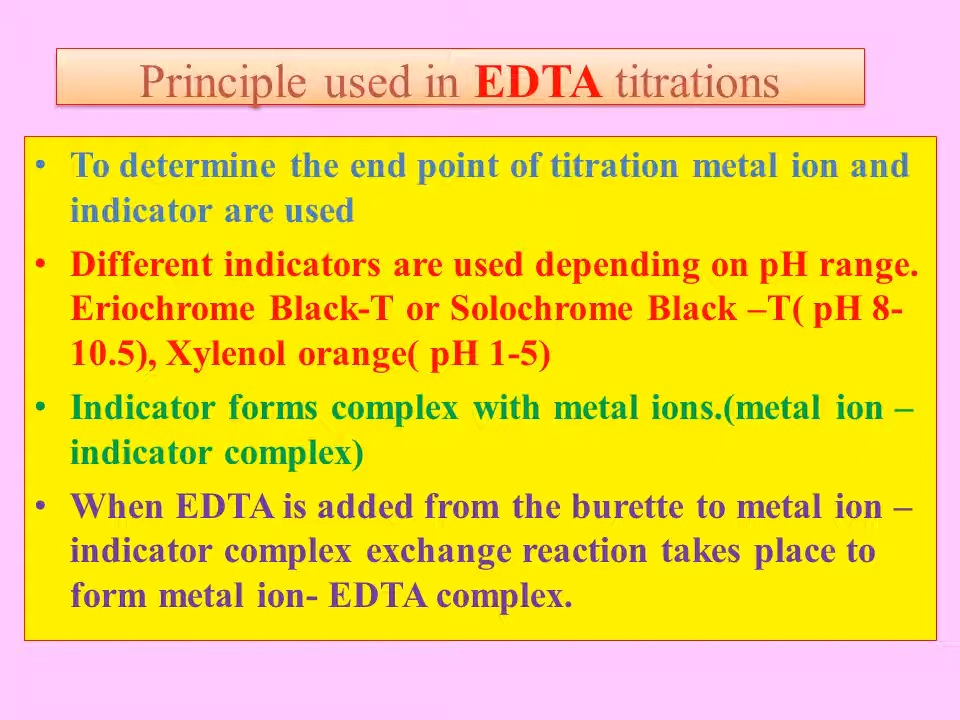 Principle used in EDTA titrations
• To determine the end point of titration metal ion and
indicator are used
• Different indicators are used depending on pH range.
Eriochrome Black-T or Solochrome Black –T( pH 8-
10.5), Xylenol orange( pH 1-5)
• Indicator forms complex with metal ions.(metal ion –
indicator complex)
• When EDTA is added from the burette to metal ion –
indicator complex exchange reaction takes place to
form metal ion- EDTA complex.